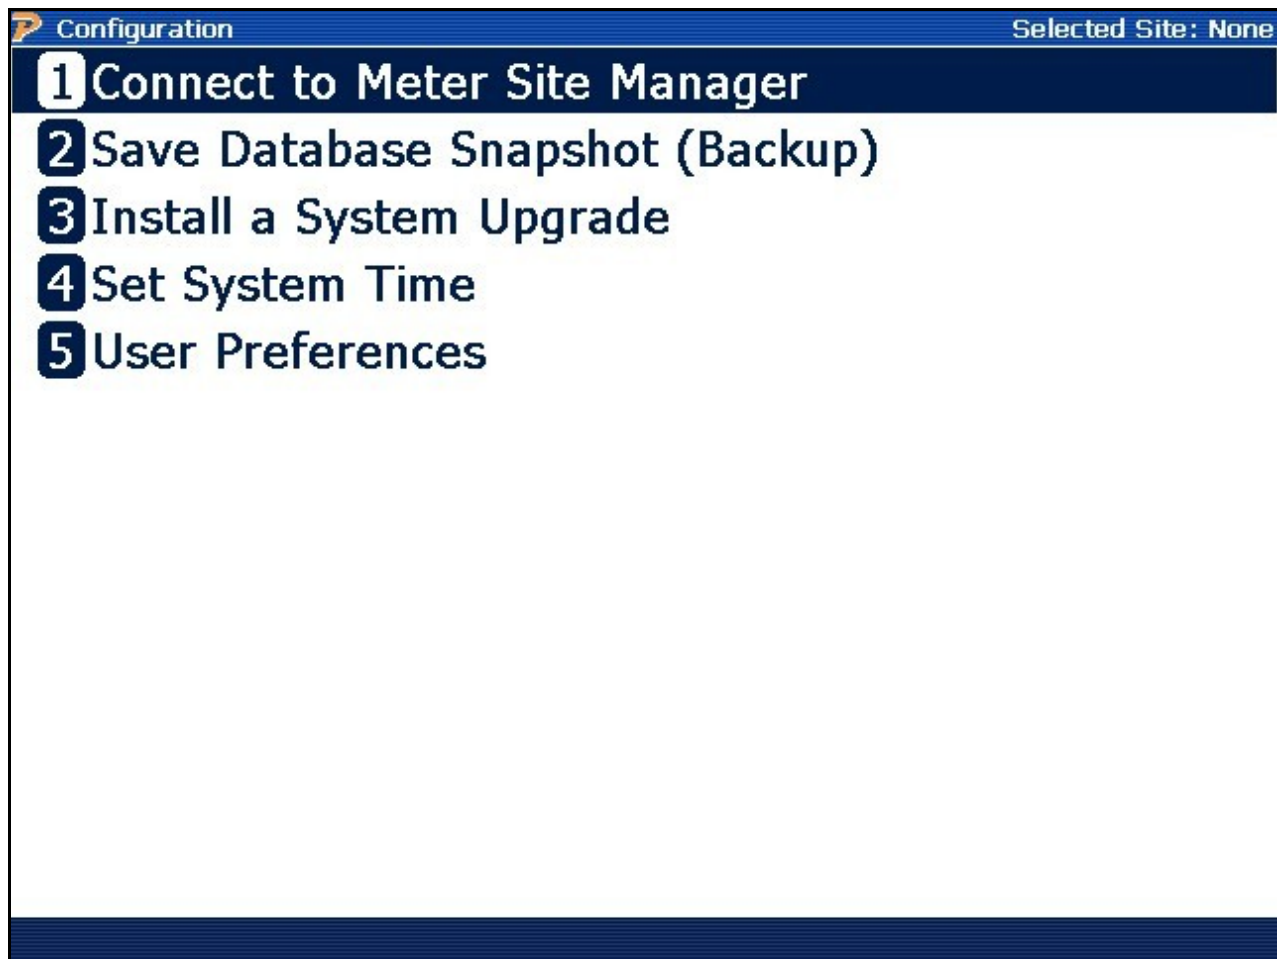 Configuration Selected Site: None
1 Connect to Meter Site Manager
2 Save Database Snapshot (Backup)
3 Install a System Upgrade
4 Set System Time
5 User Preferences